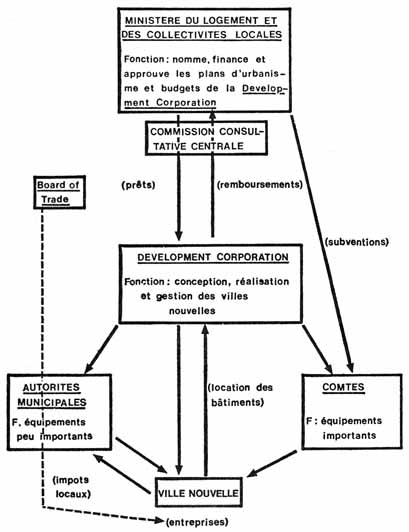 MINISTERE DU LOGEMENT ET
DES COLLECTIVITES LOCALES
Fonction : nomme, finance et
approuve les plans d'urbanis-
me et budgets de la Develop-
ment Corporation
COMMISSION CONSUL-
TATIVE CENTRALE
Board of
Trade
(prêts)
(remboursements)
(subventions)
DEVELOPMENT CORPORATION
Fonction : conception, réalisation
et gestion des villes
nouvelles
AUTORITES
MUNICIPALES
F. équipements
peu importants
(location des
bâtiments)
COMTES
F : équipements
importants
(impots
locaux)
VILLE NOUVELLE
(entreprises)